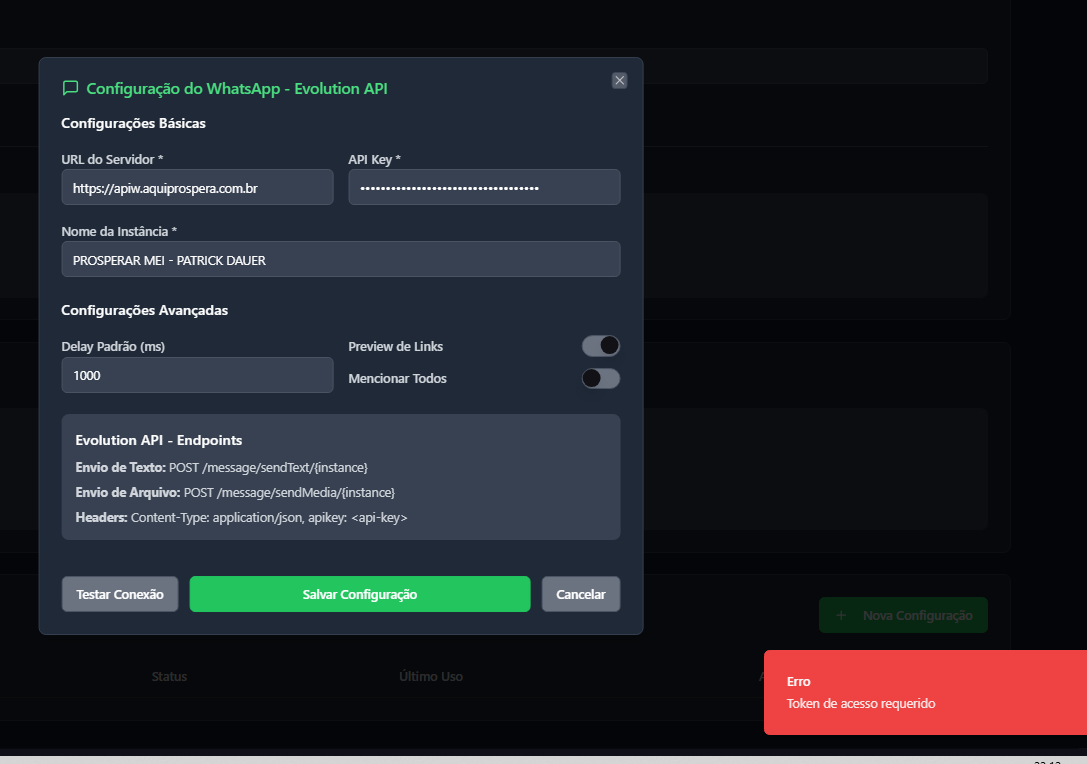 Configuração do WhatsApp - Evolution API
Configurações Básicas
URL do Servidor *
API Key *
https://apiw.aquiprospera.com.br
••••••••••••••••••••••••••••••••••••
Nome da Instância *
PROSPERAR MEI - PATRICK DAUER
Configurações Avançadas
Delay Padrão (ms)
Preview de Links
1000
Mencionar Todos
Evolution API - Endpoints
Envio de Texto: POST /message/sendText/{instance}
Envio de Arquivo: POST /message/sendMedia/{instance}
Headers: Content-Type: application/json, apikey: <api-key>
Testar Conexão
Salvar Configuração
Cancelar
+ Nova Configuração
Status
Último Uso
Erro
Token de acesso requerido